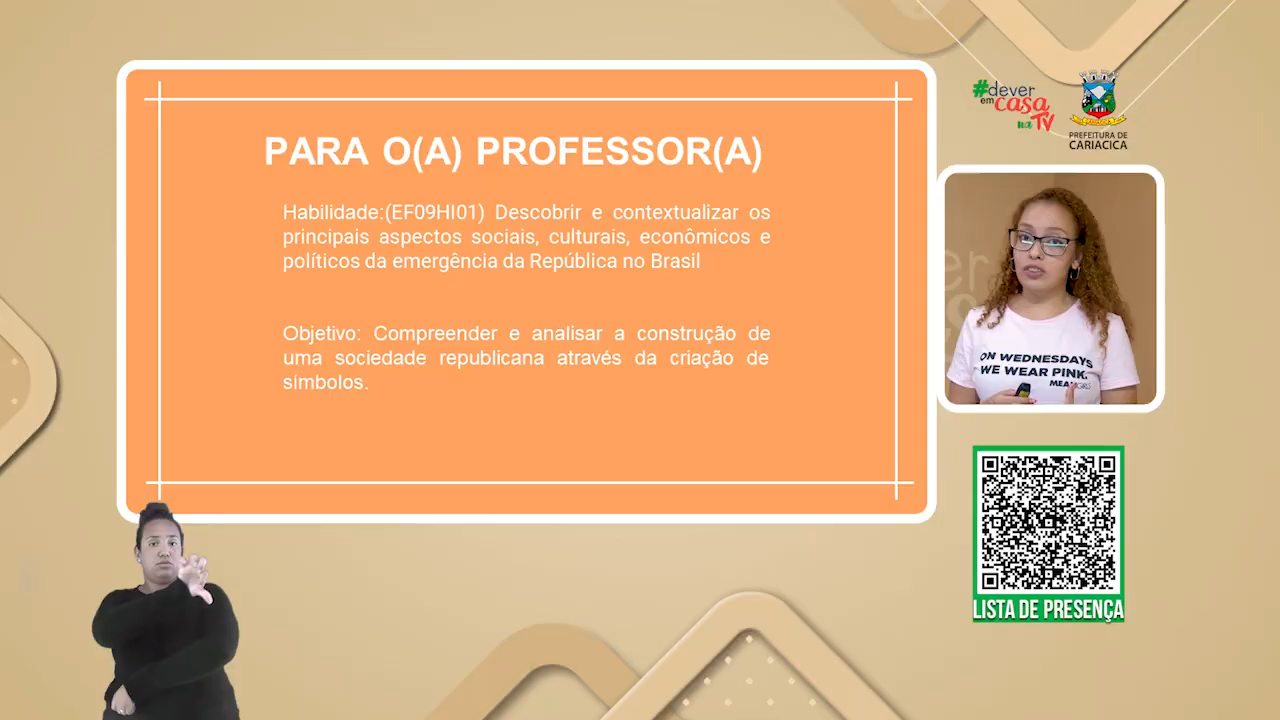 PARA O(A) PROFESSOR(A)
Habilidade:(EF09HI01) Descobrir e contextualizar os
principais aspectos sociais, culturais, econômicos e
políticos da emergência da República no Brasil
Objetivo: Compreender e analisar a construção de
uma sociedade republicana através da criação de
símbolos.
#dever
em casa
na TV
PREFEITURA DE
CARIACICA
ON WEDNESDAYS
WE WEAR PINK.
LISTA DE PRESENÇA